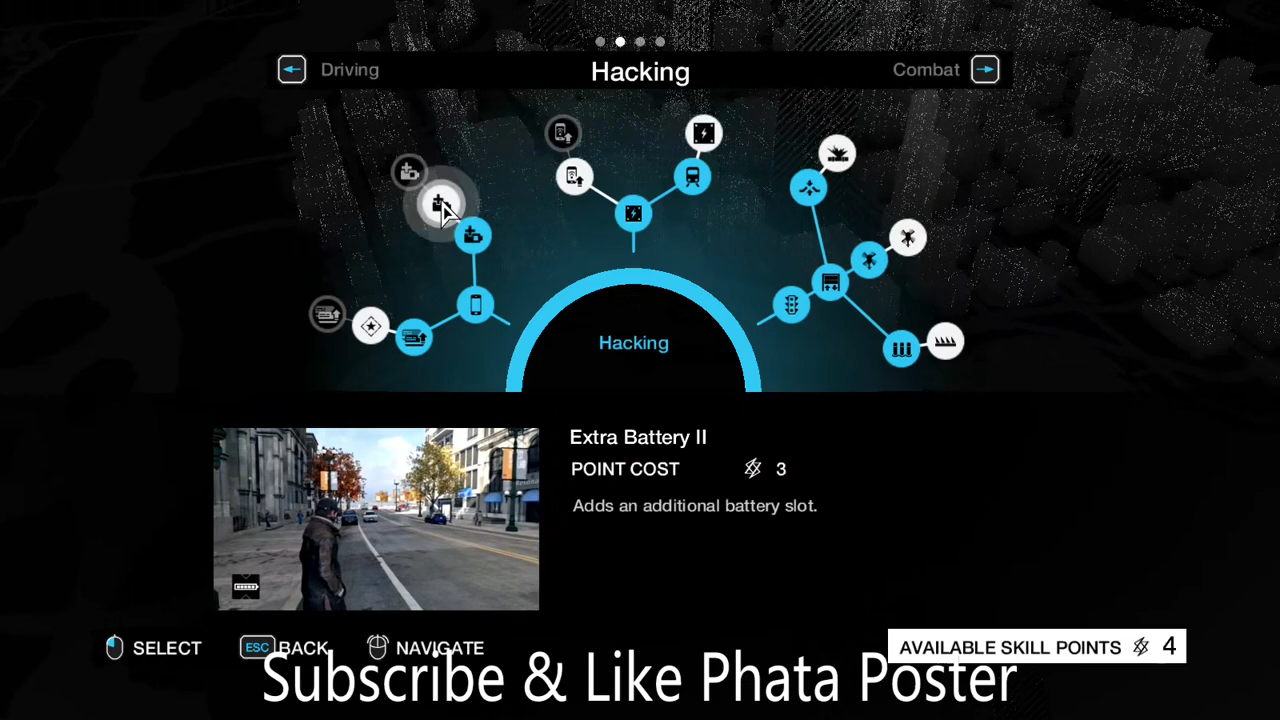 Driving
Hacking
Combat
Hacking
Extra Battery II
POINT COST 3
Adds an additional battery slot.
SELECT
ESC BACK
NAVIGATE
AVAILABLE SKILL POINTS 4
Subscribe & Like Phata Poster